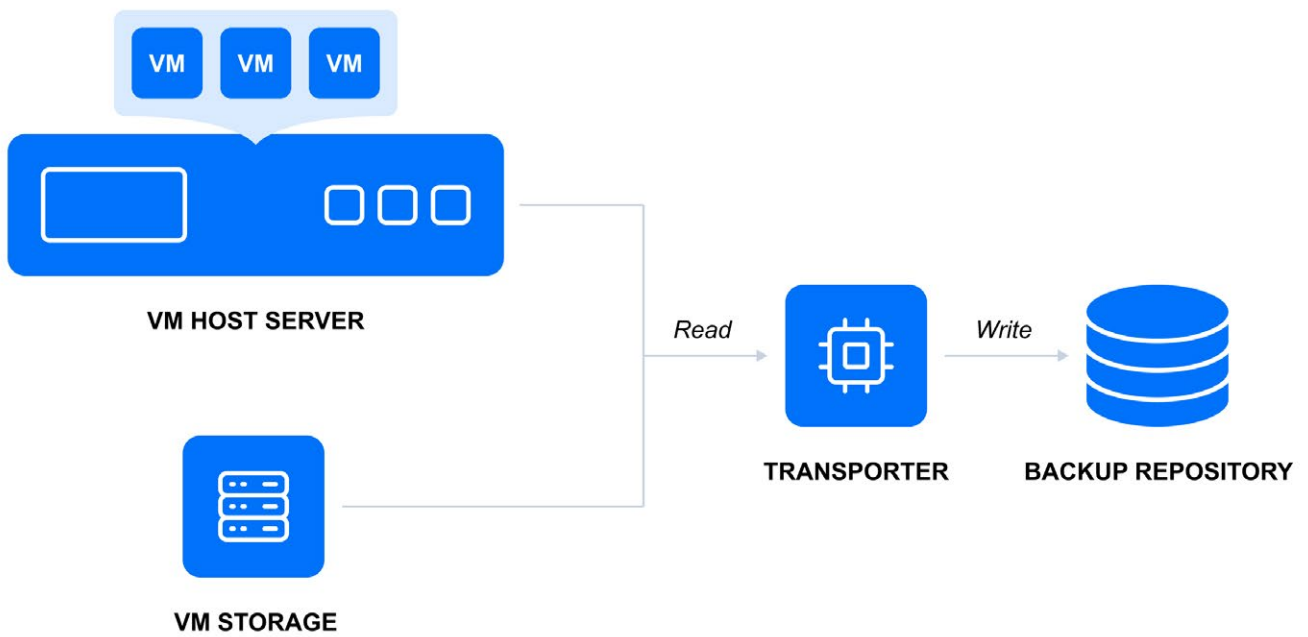 VM VM VM
VM HOST SERVER
Read
Write
TRANSPORTER
BACKUP REPOSITORY
VM STORAGE